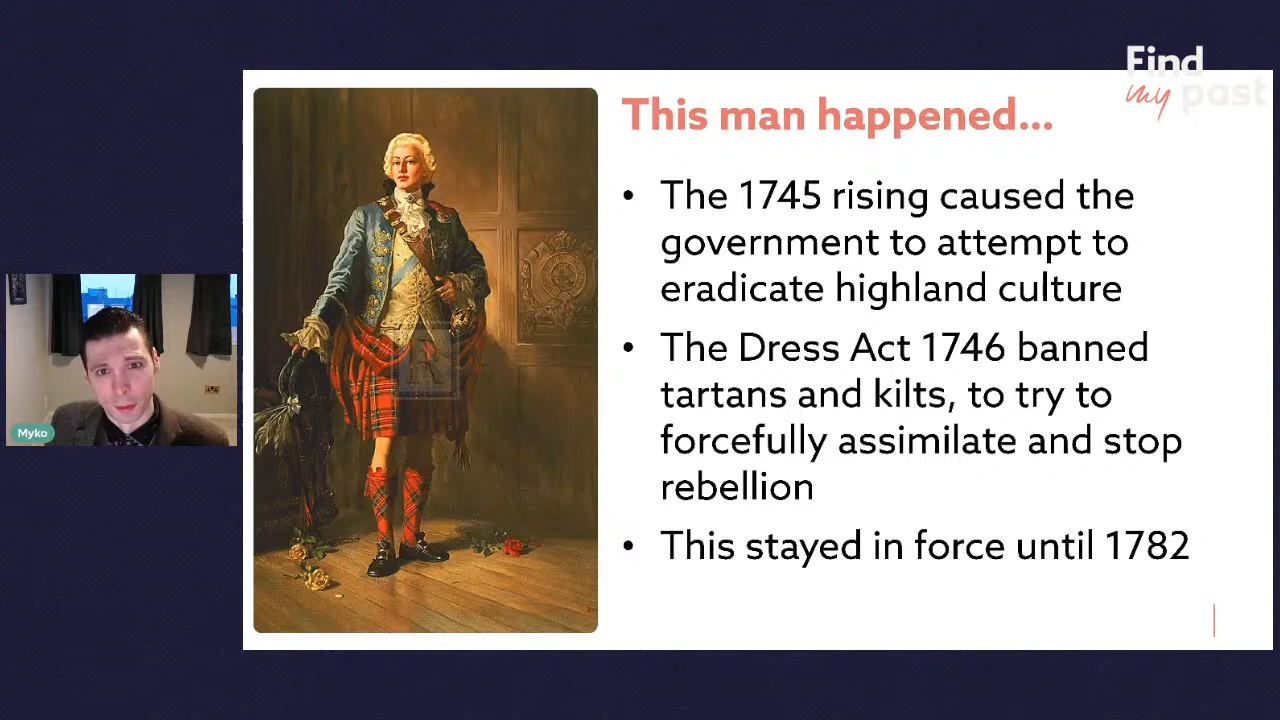 Find
my past
This man happened...
• The 1745 rising caused the
government to attempt to
eradicate highland culture
• The Dress Act 1746 banned
tartans and kilts, to try to
forcefully assimilate and stop
rebellion
• This stayed in force until 1782
Myko